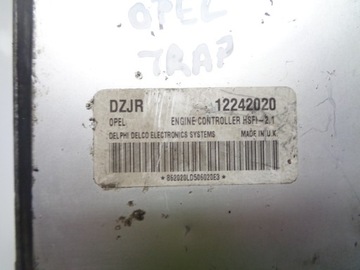 OPEL
TRAP
DZJR 12242020
OPEL ENGINE CONTROLLER HSFI-2.1
DELPHI DELCO ELECTRONICS SYSTEMS MADE IN U.K